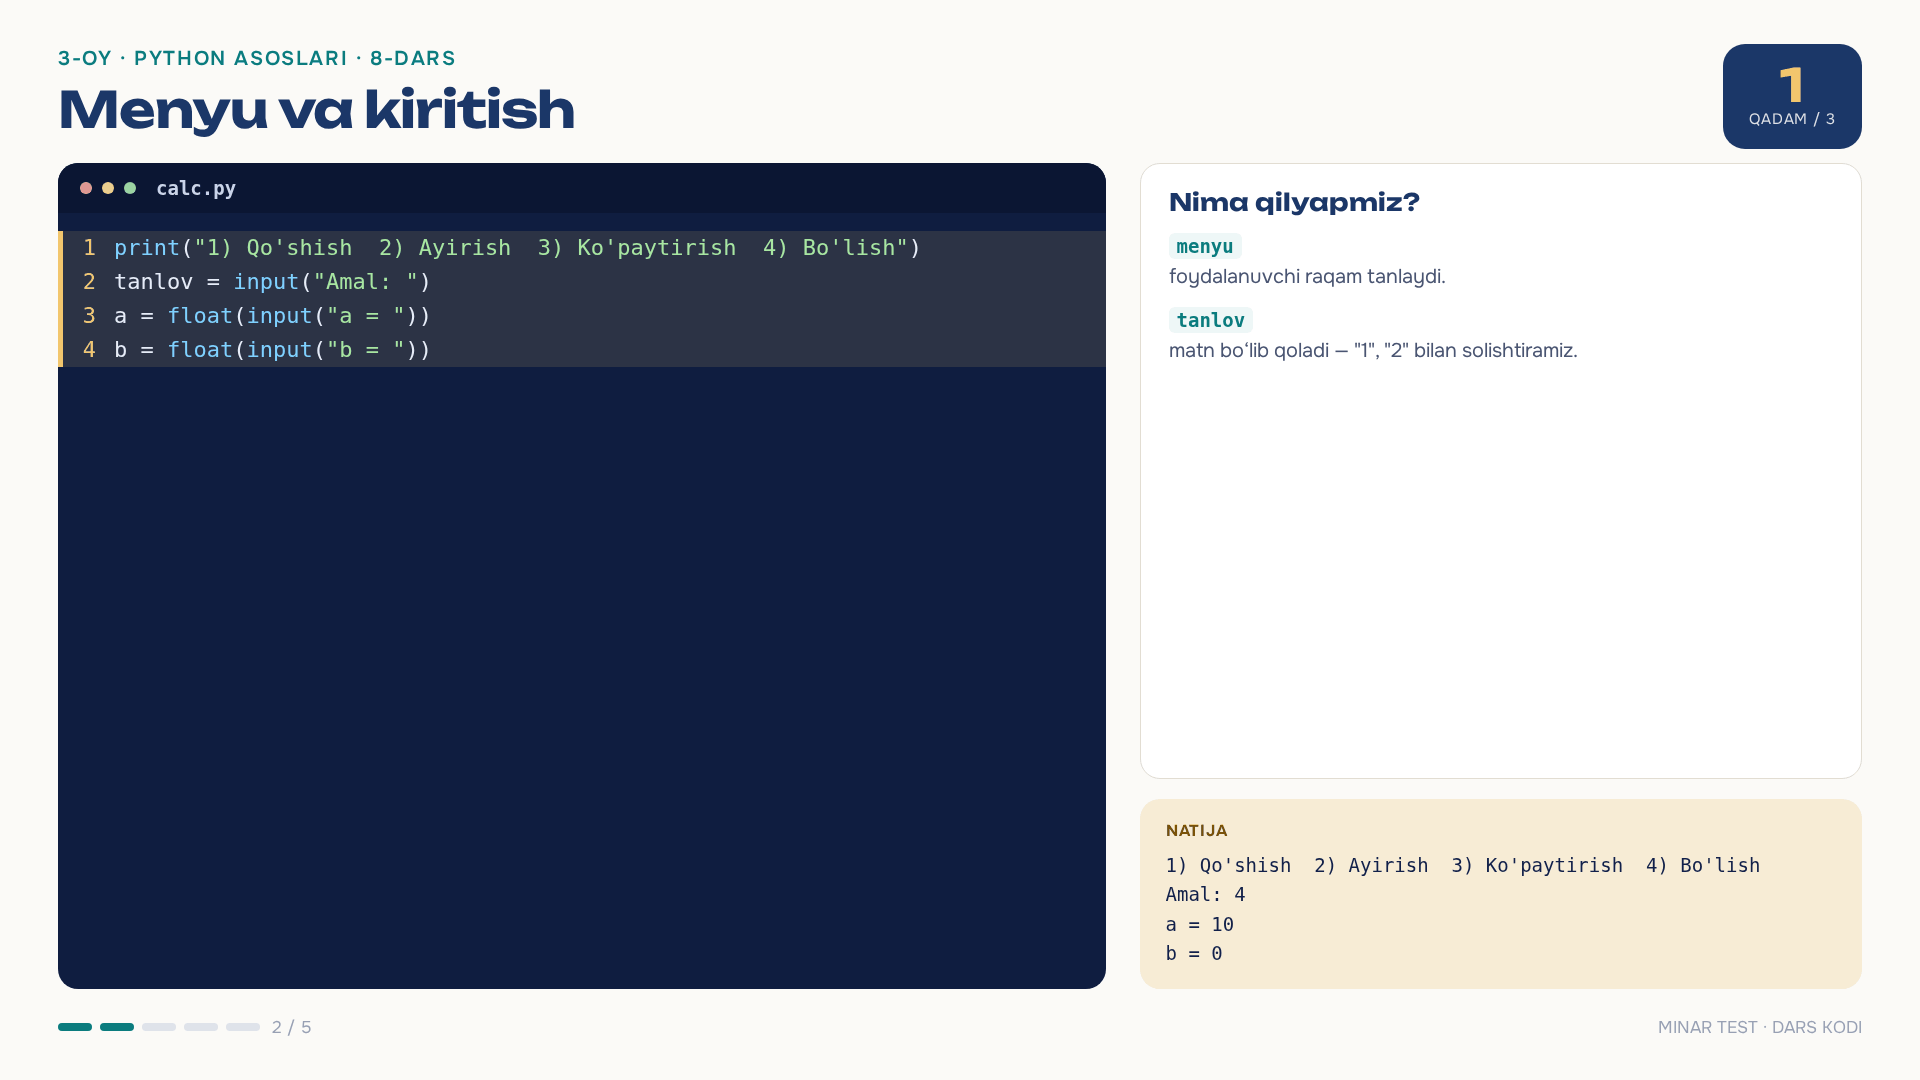 3-OY · PYTHON ASOSLARI · 8-DARS
Menyu va kiritish
1
QADAM / 3
calc.py
1 print("1) Qo'shish  2) Ayirish  3) Ko'paytirish  4) Bo'lish")
2 tanlov = input("Amal: ")
3 a = float(input("a = "))
4 b = float(input("b = "))
Nima qilyapmiz?
menyu
foydalanuvchi raqam tanlaydi.
tanlov
matn bo‘lib qoladi — "1", "2" bilan solishtiramiz.
NATIJA
1) Qo'shish  2) Ayirish  3) Ko'paytirish  4) Bo'lish
Amal: 4
a = 10
b = 0
2 / 5
MINAR TEST · DARS KODI